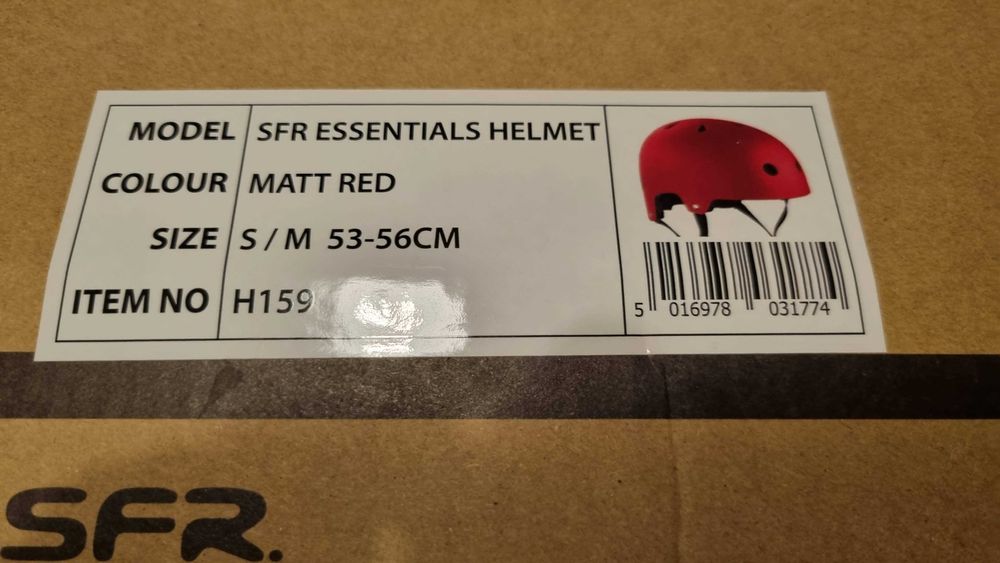 MODEL SFR ESSENTIALS HELMET
COLOUR MATT RED
SIZE S / M 53-56CM
ITEM NO H159
5 016978 031774
SFR.